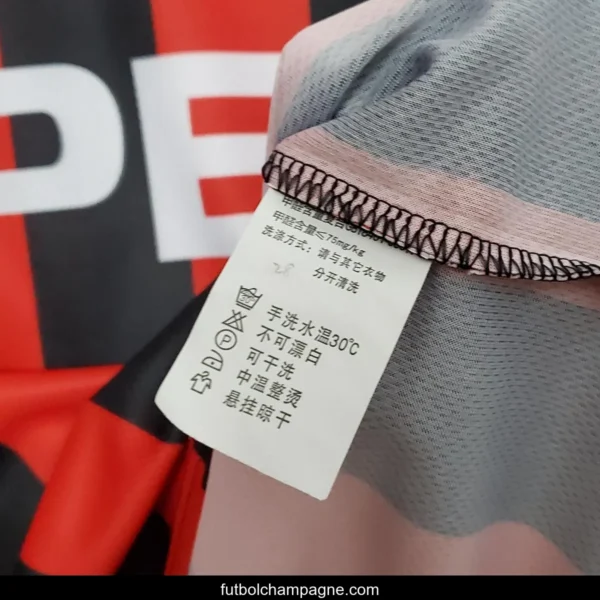 PE
甲醛含量≤75mg/kg
洗涤方式：请与其它衣物
分开清洗
手洗水温30℃
不可漂白
可干洗
中温整烫
悬挂晾干
futbolchampagne.com